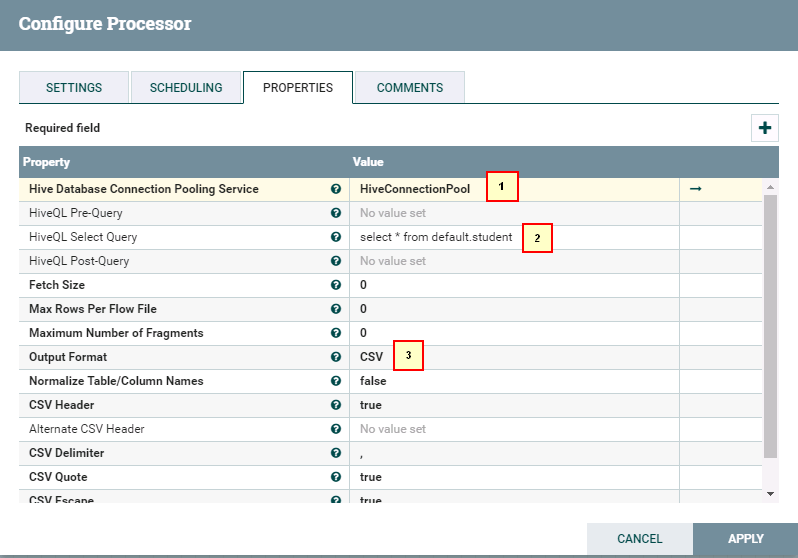 Configure Processor
SETTINGS SCHEDULING PROPERTIES COMMENTS
Required field
Property Value
Hive Database Connection Pooling Service HiveConnectionPool 1
HiveQL Pre-Query No value set
HiveQL Select Query select * from default.student 2
HiveQL Post-Query No value set
Fetch Size 0
Max Rows Per Flow File 0
Maximum Number of Fragments 0
Output Format CSV 3
Normalize Table/Column Names false
CSV Header true
Alternate CSV Header No value set
CSV Delimiter ,
CSV Quote true
CSV Escape true
CANCEL APPLY